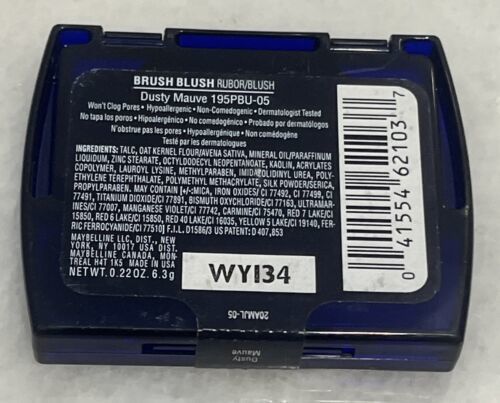 BRUSH BLUSH RUBOR/BLUSH
Dusty Mauve 195PBU-05
Won't Clog Pores • Hypoallergenic • Non-Comedogenic • Dermatologist Tested
No tapa los poros • Hipoalergénico • No comedogénico • Probado por dermatólogos
N'obstrue pas les pores • Hypoallergénique • Non comédogène
Testé par les dermatologues
INGREDIENTS: TALC, OAT KERNEL FLOUR/AVENA SATIVA, MINERAL OIL/PARAFFINUM
LIQUIDUM, ZINC STEARATE, OCTYLDODECYL NEOPENTANOATE, KAOLIN, ACRYLATES
COPOLYMER, LAUROYL LYSINE, METHYLPARABEN, IMIDAZOLIDINYL UREA, POLY-
ETHYLENE TEREPHTHALATE, POLYMETHYL METHACRYLATE, SILK POWDER/SERICA,
PROPYLPARABEN. MAY CONTAIN [+/-MICA, IRON OXIDES/ CI 77492, CI 77499, CI
77491, TITANIUM DIOXIDE/CI 77891, BISMUTH OXYCHLORIDE/CI 77163, ULTRAMAR-
INES/CI 77007, MANGANESE VIOLET/CI 77742, CARMINE/CI 75470, RED 7 LAKE/CI
15850, RED 6 LAKE/CI 15850, RED 40 LAKE/CI 16035, YELLOW 5 LAKE/CI 19140, FER-
RIC FERROCYANIDE/CI 77510] F.I.L. D1586/3 U.S. PATENT: D 407,853
MAYBELLINE LLC, DIST., NEW
YORK, NY 10017 USA DIST.
MAYBELLINE CANADA, MON-
TREAL H4T 1K5 MADE IN USA
NET WT. 0.22 OZ. 6.3 g
WY134
0 41554 62103 7
20AMJL-05
Dusty
Mauve